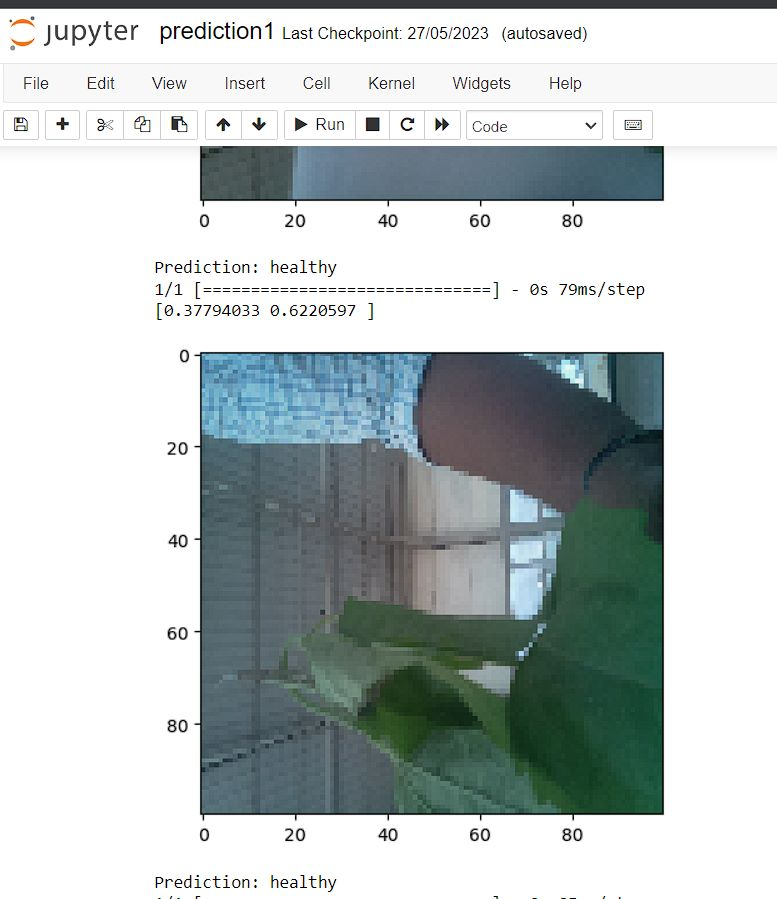 jupyter prediction1 Last Checkpoint: 27/05/2023 (autosaved)
File Edit View Insert Cell Kernel Widgets Help
Run Code
0 20 40 60 80
Prediction: healthy
1/1 [==============================] - 0s 79ms/step
[0.37794033 0.6220597 ]
0
20
40
60
80
0 20 40 60 80
Prediction: healthy